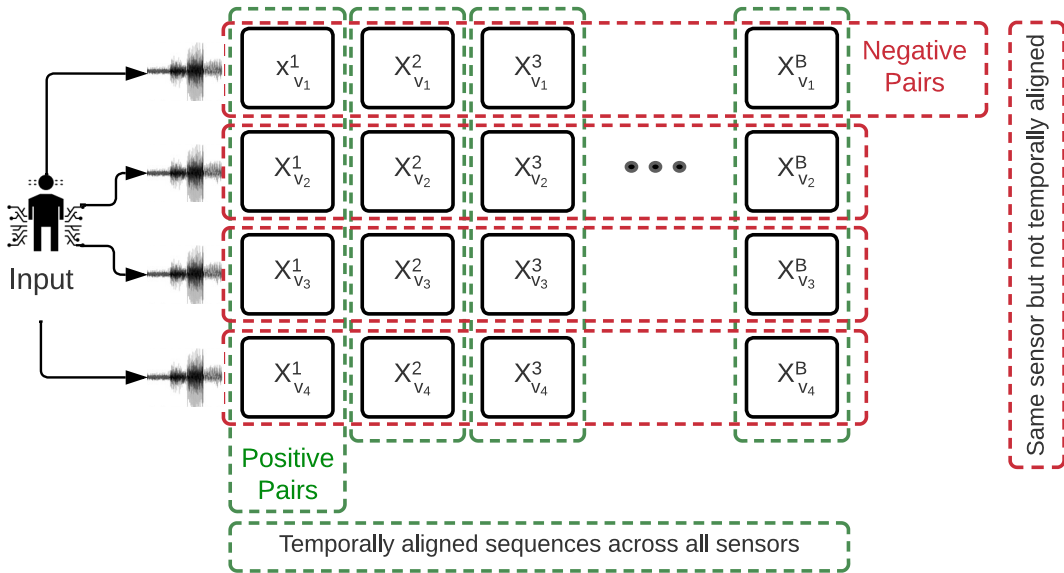 x¹ᵥ₁ X²ᵥ₁ X³ᵥ₁ Xᴮᵥ₁ Negative
Pairs
X¹ᵥ₂ X²ᵥ₂ X³ᵥ₂ Xᴮᵥ₂
Input
X¹ᵥ₃ X²ᵥ₃ X³ᵥ₃ Xᴮᵥ₃
X¹ᵥ₄ X²ᵥ₄ X³ᵥ₄ Xᴮᵥ₄
Positive
Pairs
Temporally aligned sequences across all sensors
Same sensor but not temporally aligned